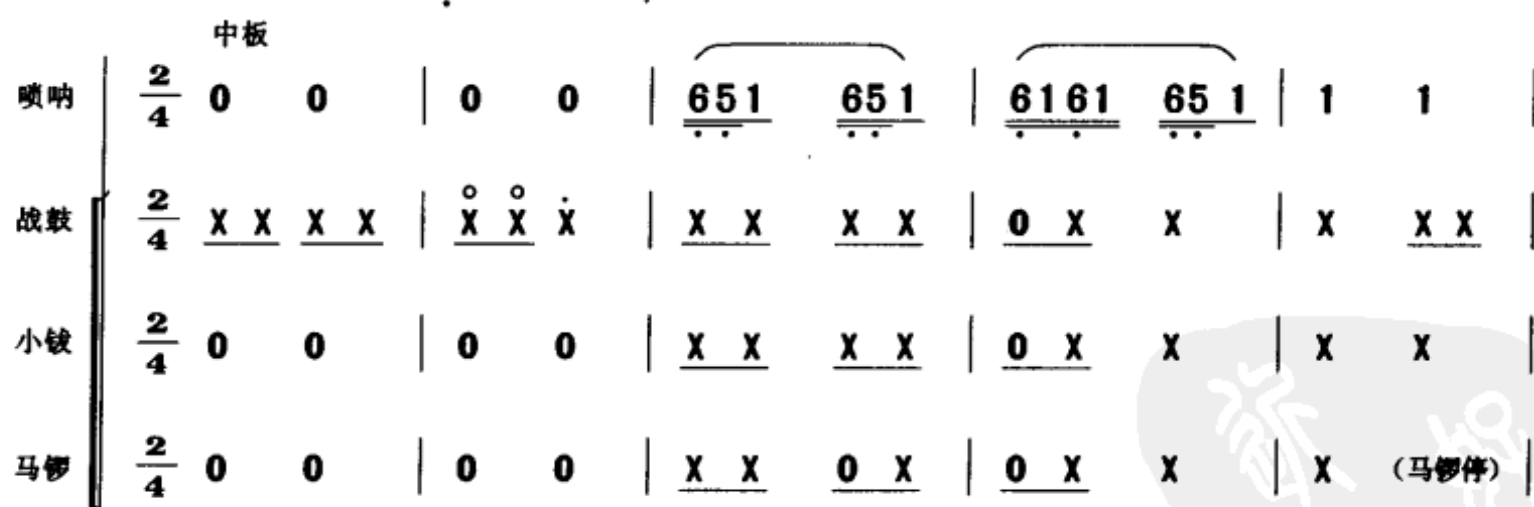 中板
唢呐 2/4 0 0 | 0 0 | 651 651 | 6161 65 1 | 1 1 |
战鼓 2/4 X X X X | X X X | X X X X | 0 X X | X X X |
小钹 2/4 0 0 | 0 0 | X X X X | 0 X X | X X |
马锣 2/4 0 0 | 0 0 | X X 0 X | 0 X X | X （马锣停） |